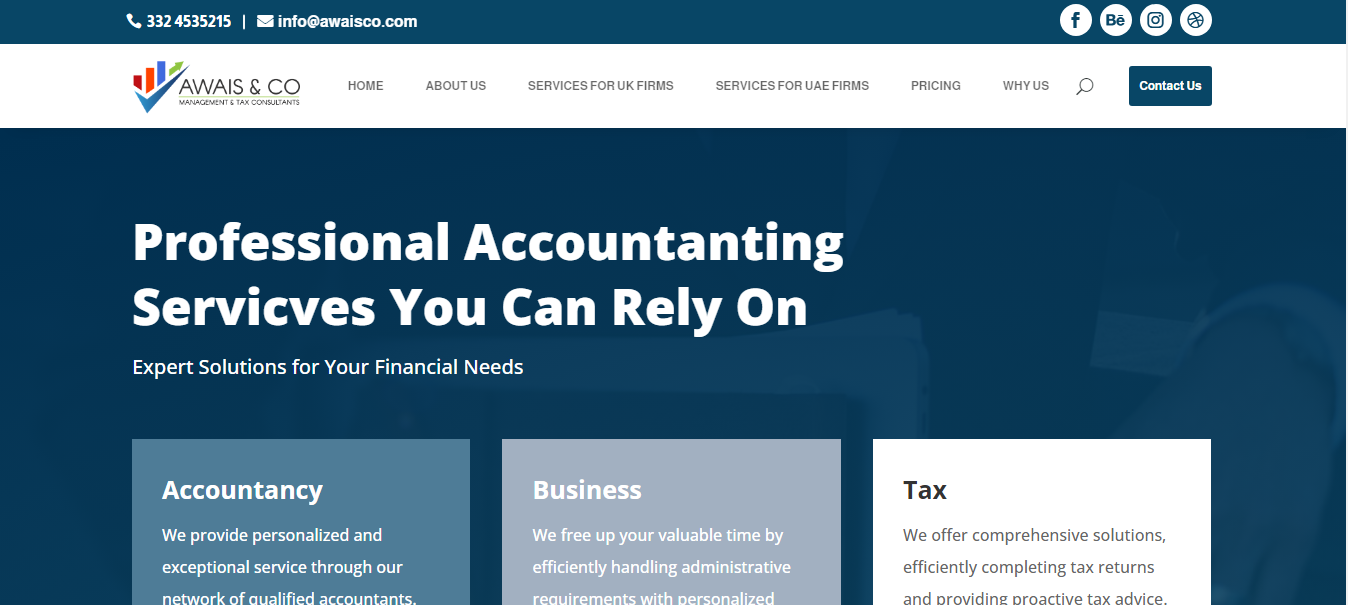 332 4535215 | info@awaisco.com
Bē
AWAIS & CO
MANAGEMENT & TAX CONSULTANTS
HOME ABOUT US SERVICES FOR UK FIRMS SERVICES FOR UAE FIRMS PRICING WHY US Contact Us
Professional Accountanting
Servicves You Can Rely On
Expert Solutions for Your Financial Needs
Accountancy
We provide personalized and
exceptional service through our
network of qualified accountants.
Business
We free up your valuable time by
efficiently handling administrative
requirements with personalized
Tax
We offer comprehensive solutions,
efficiently completing tax returns
and providing proactive tax advice.